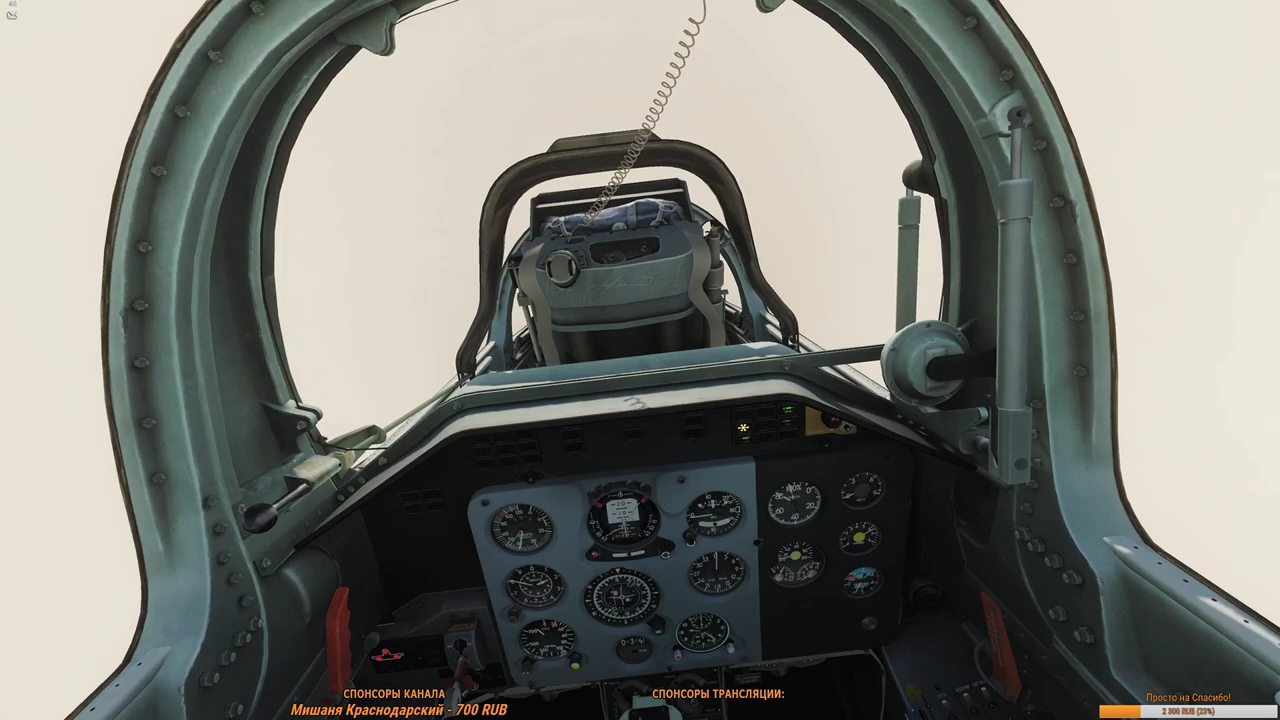 СПОНСОРЫ КАНАЛА
Мишаня Краснодарский - 700 RUB
СПОНСОРЫ ТРАНСЛЯЦИИ:
Просто на Спасибо!
2 300 RUB (23%)